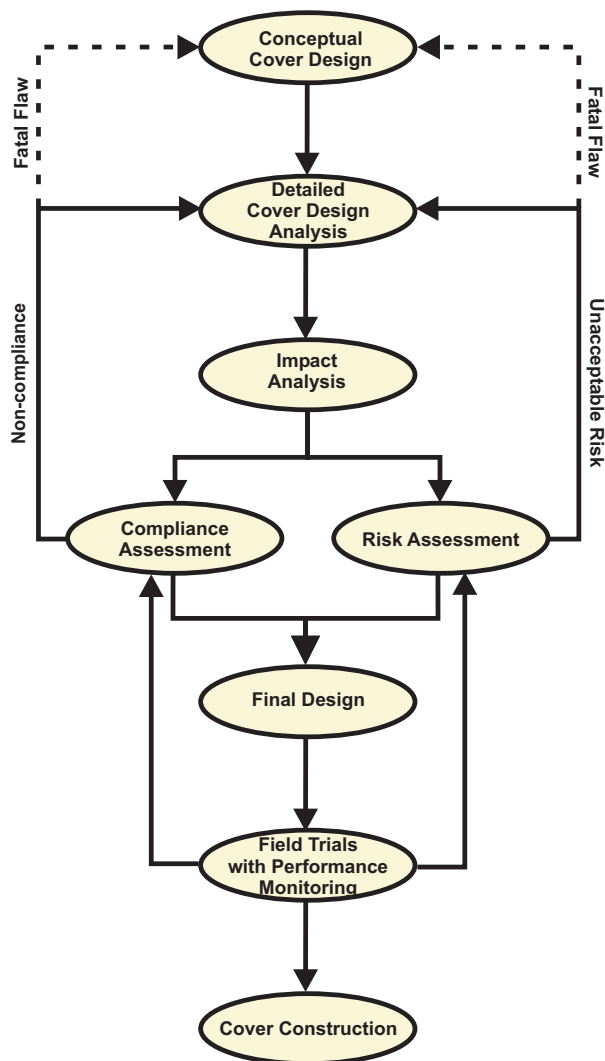 Conceptual
Cover Design
Fatal Flaw
Fatal Flaw
Detailed
Cover Design
Analysis
Non-compliance
Unacceptable Risk
Impact
Analysis
Compliance
Assessment
Risk Assessment
Final Design
Field Trials
with Performance
Monitoring
Cover Construction